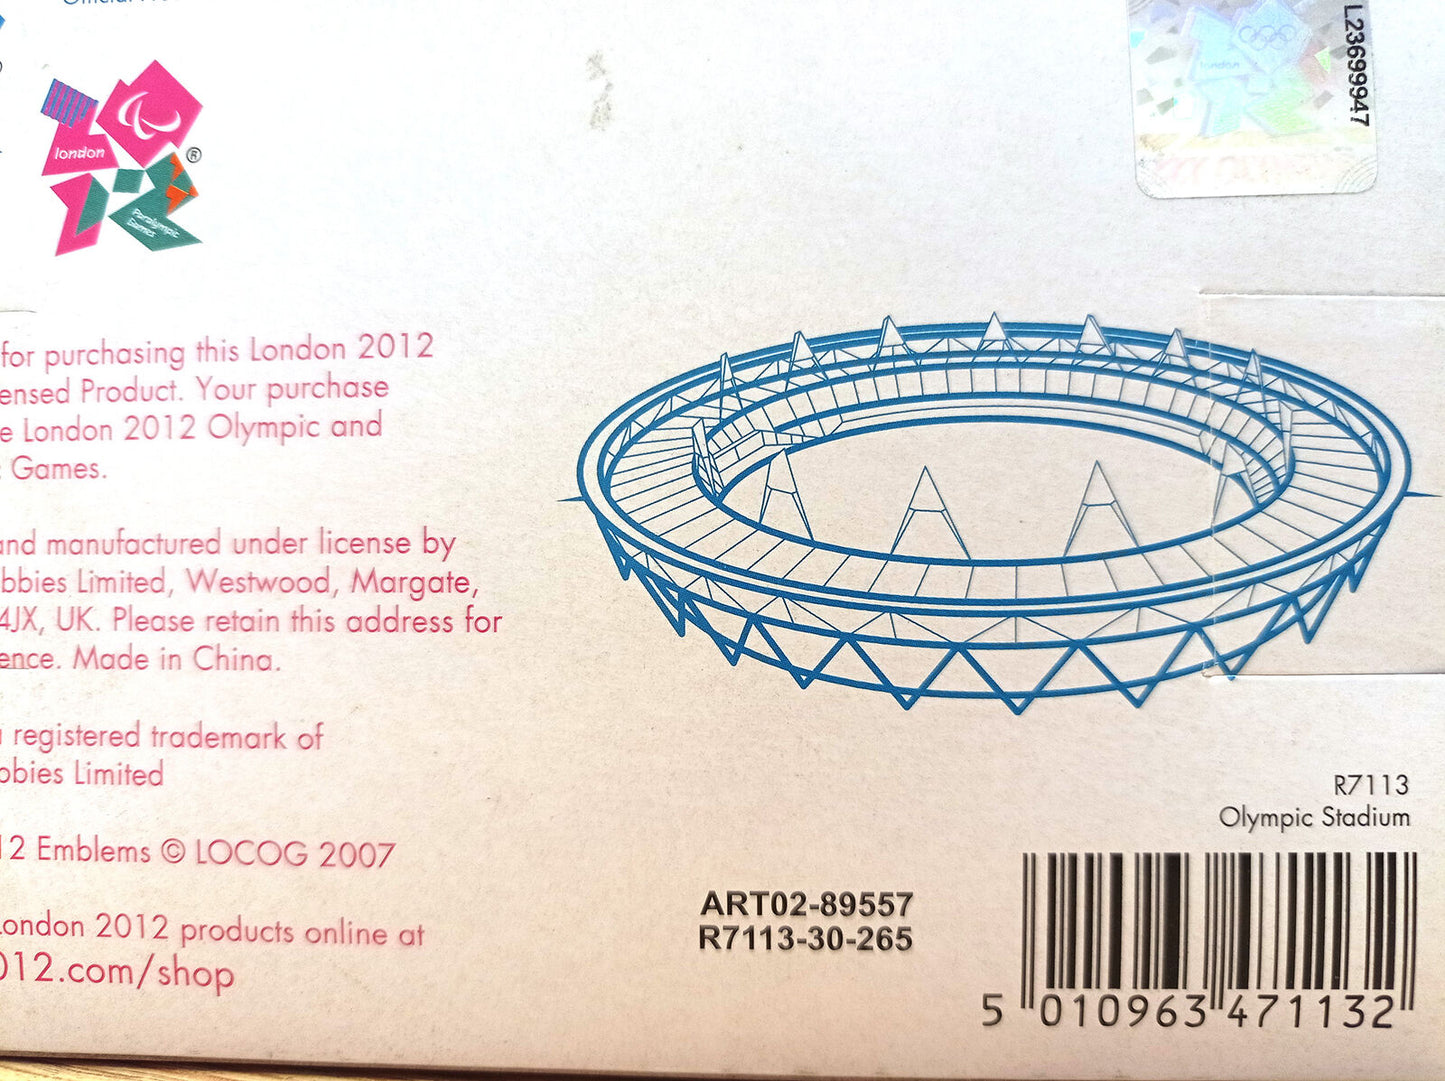 london
®
Paralympic
Games
london
L23699947
for purchasing this London 2012
ensed Product. Your purchase
e London 2012 Olympic and
Games.
and manufactured under license by
bbies Limited, Westwood, Margate,
4JX, UK. Please retain this address for
ence. Made in China.
registered trademark of
obbies Limited
12 Emblems © LOCOG 2007
London 2012 products online at
012.com/shop
R7113
Olympic Stadium
ART02-89557
R7113-30-265
5 010963 471132